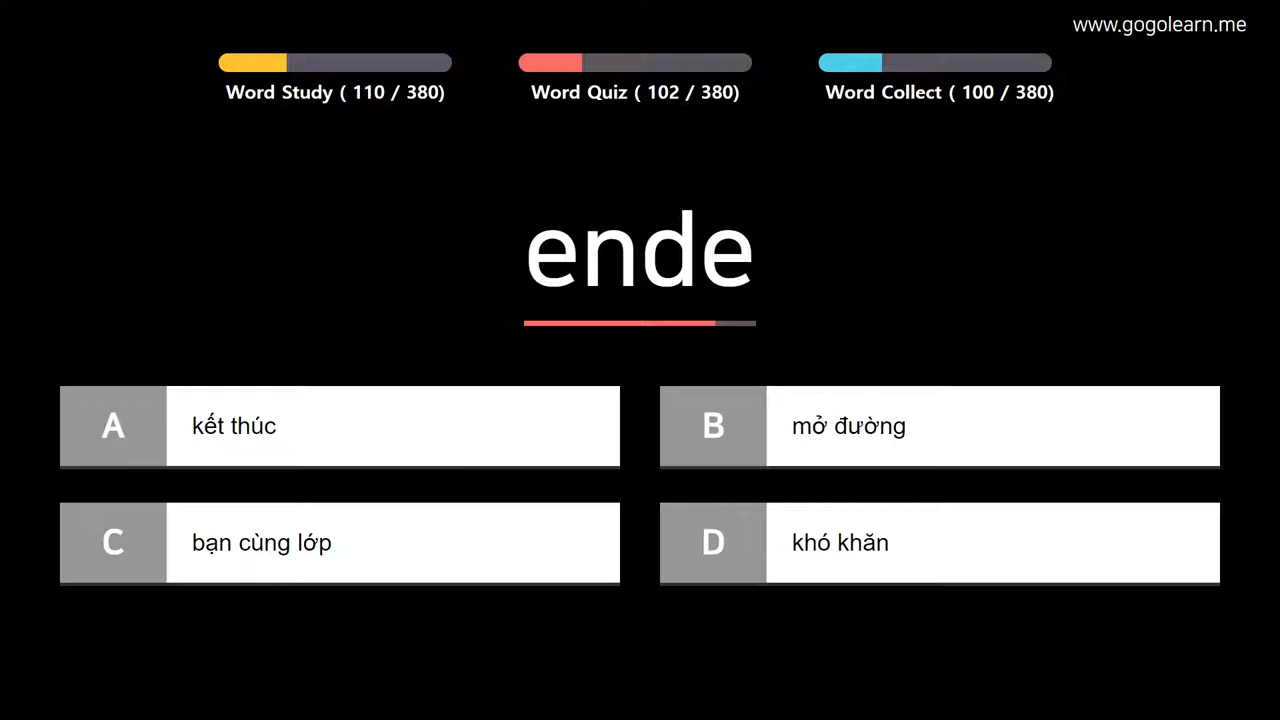 www.gogolearn.me
Word Study ( 110 / 380)
Word Quiz ( 102 / 380)
Word Collect ( 100 / 380)
ende
A kết thúc
B mở đường
C bạn cùng lớp
D khó khăn